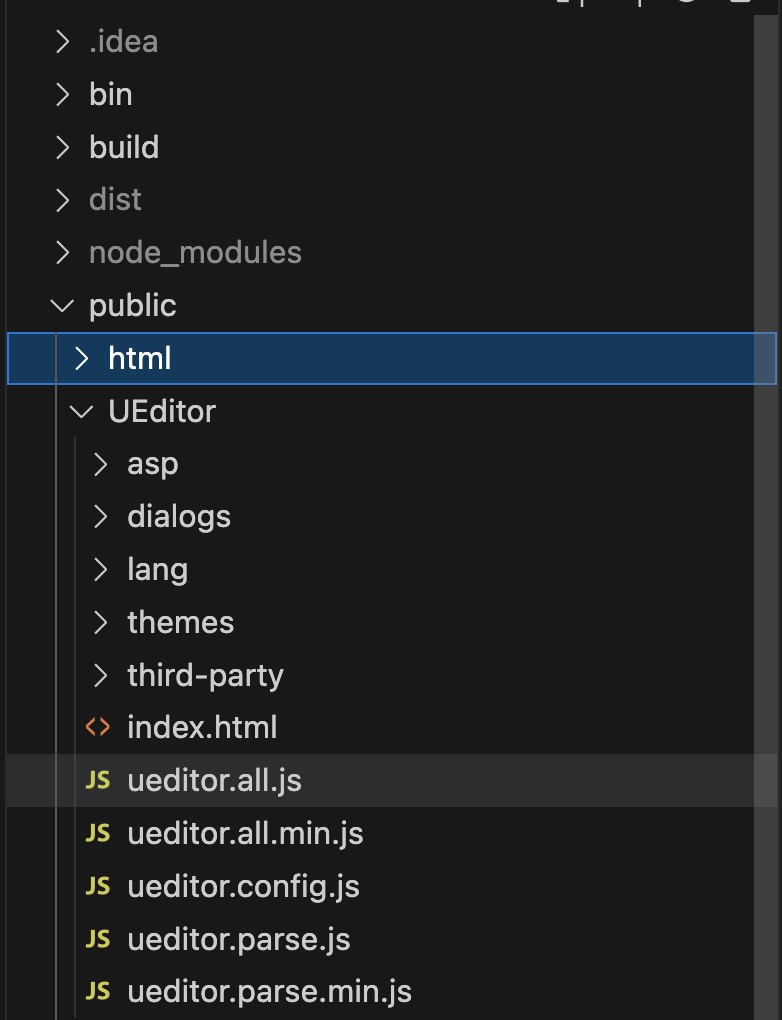 .idea
bin
build
dist
node_modules
public
html
UEditor
asp
dialogs
lang
themes
third-party
<> index.html
JS ueditor.all.js
JS ueditor.all.min.js
JS ueditor.config.js
JS ueditor.parse.js
JS ueditor.parse.min.js